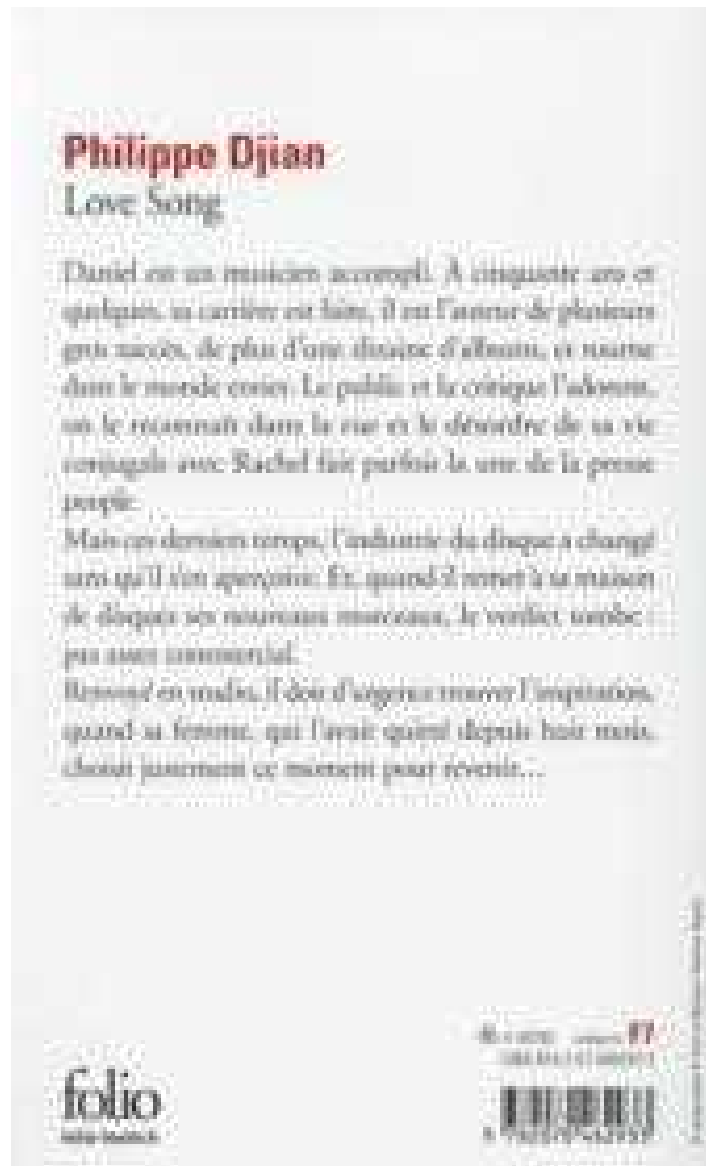 Philippe Djian
Love Song
Daniel est un musicien accompli. À cinquante ans et
quelques, sa carrière est faite, il est l'auteur de plusieurs
gros succès, de plus d'une dizaine d'albums, et tourne
dans le monde entier. Le public et la critique l'adorent,
on le reconnaît dans la rue et le désordre de sa vie
conjugale avec Rachel fait parfois la une de la presse
people.
Mais ces derniers temps, l'industrie du disque a changé
sans qu'il s'en aperçoive. Et, quand il remet à sa maison
de disques ses nouveaux morceaux, le verdict tombe :
pas assez commercial.
Renvoyé en studio, il doit d'urgence trouver l'inspiration,
quand sa femme, qui l'avait quitté depuis huit mois,
choisit justement ce moment pour revenir…
F7
folio